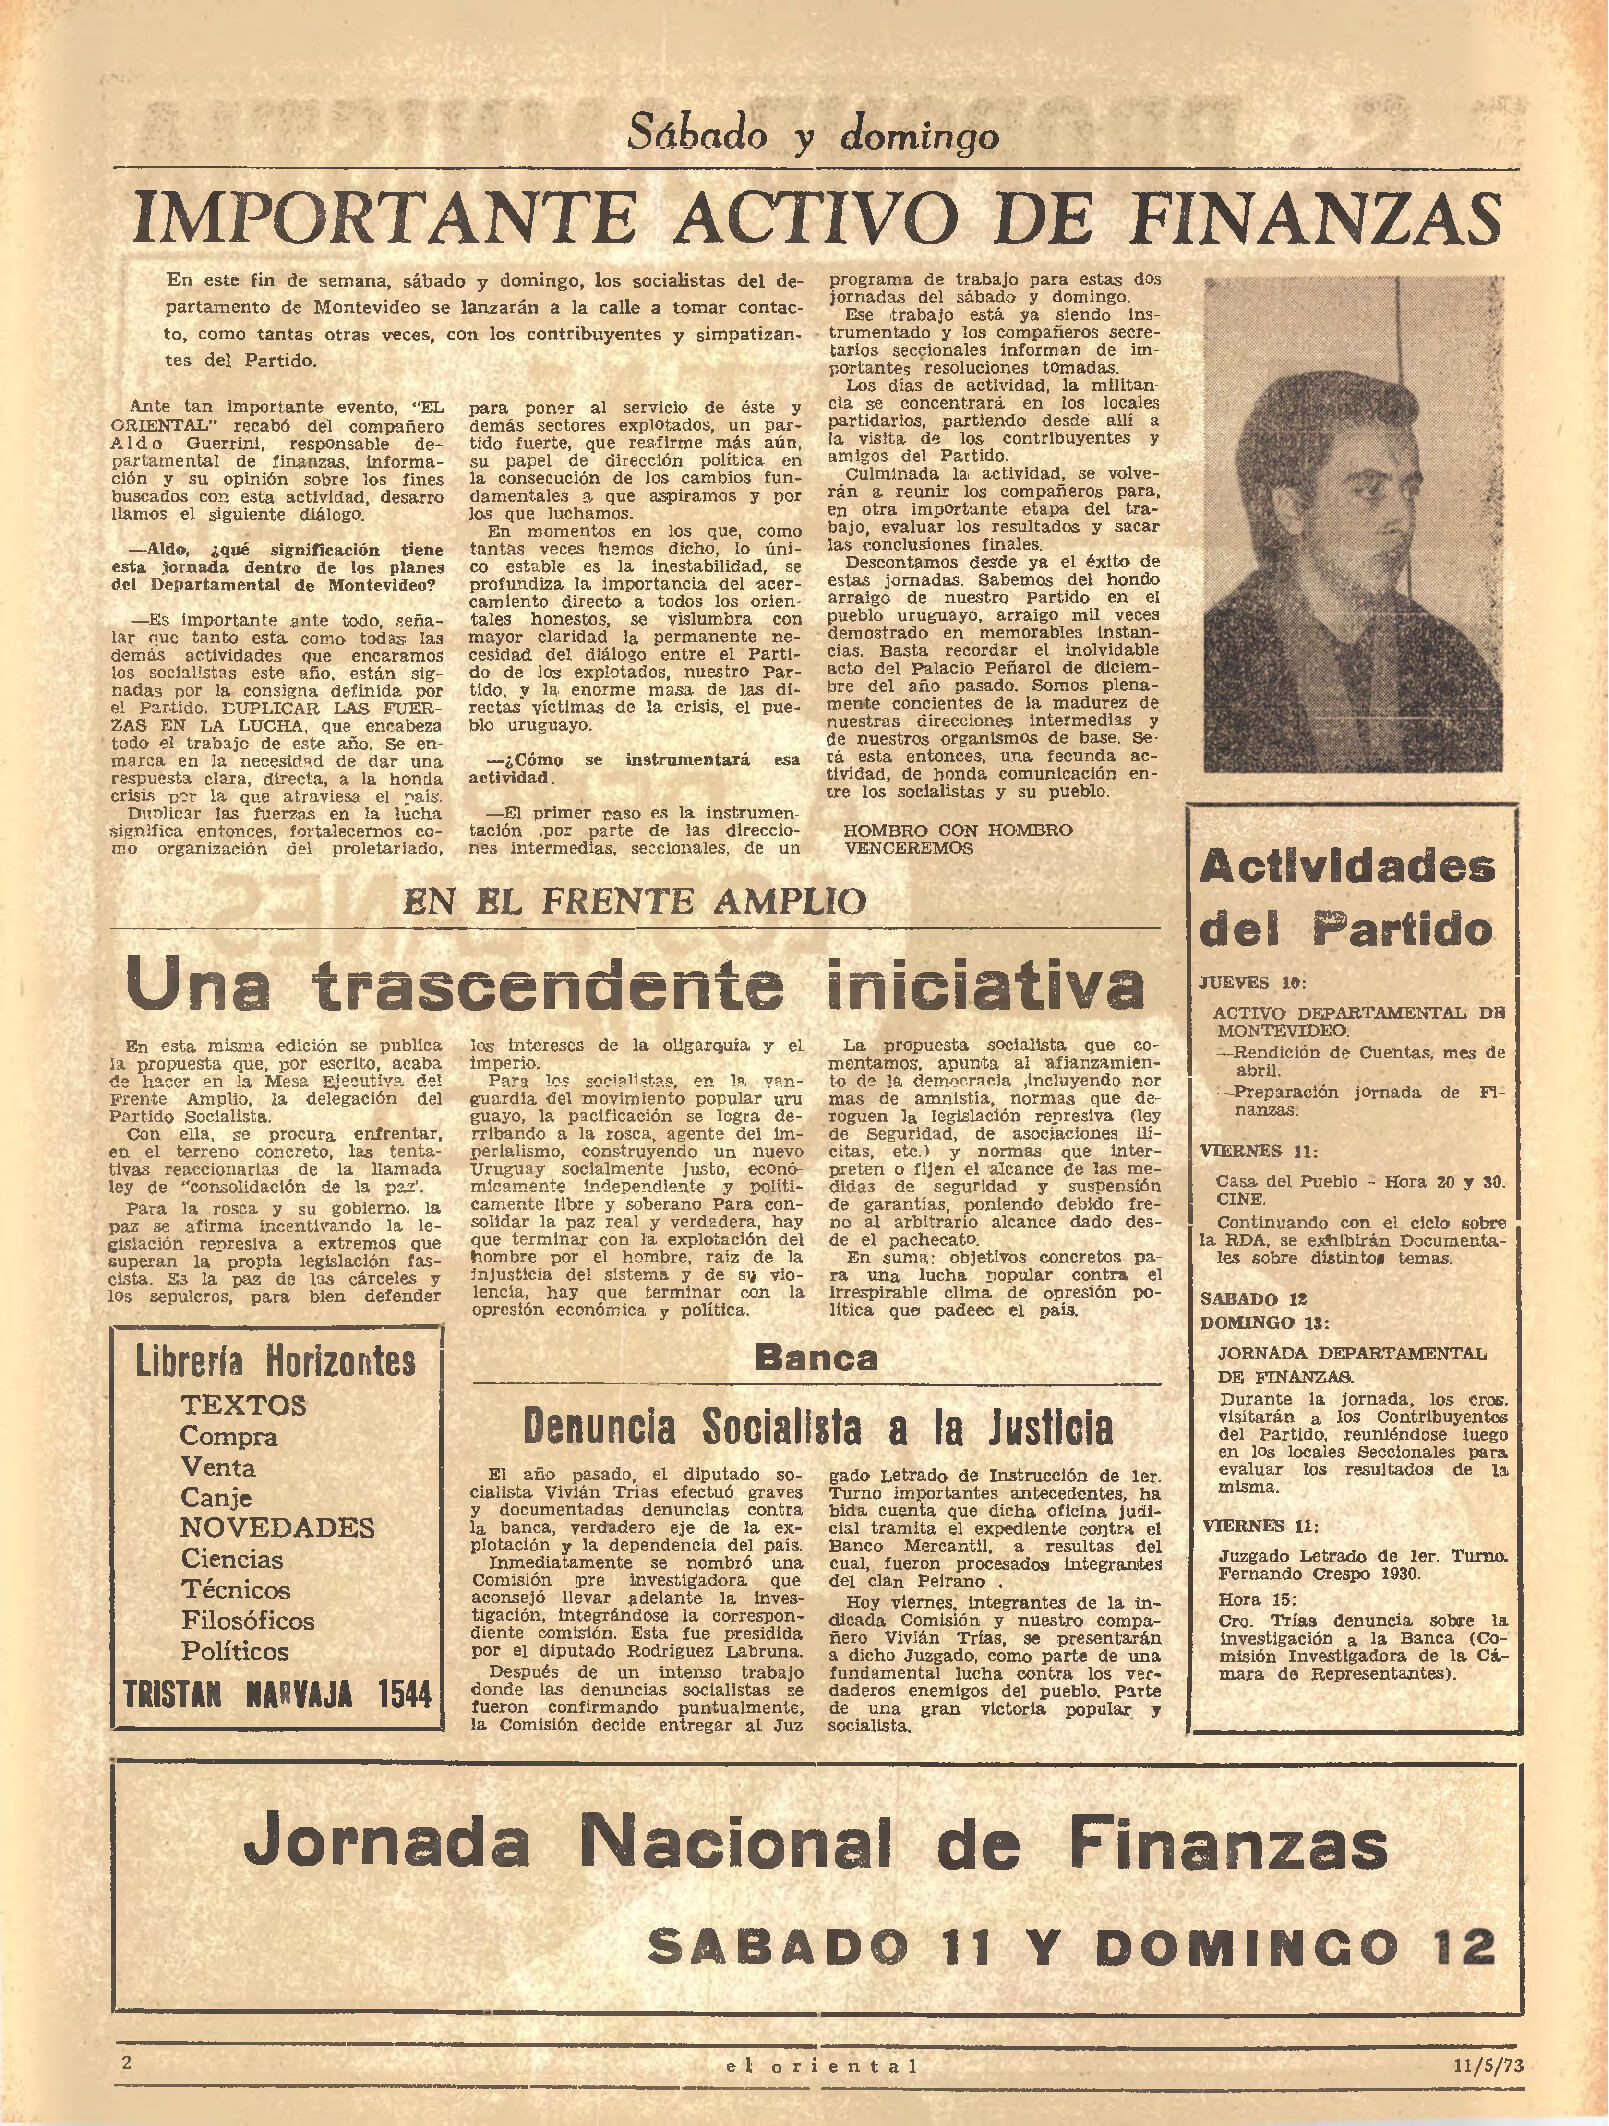 Sábado y domingo
IMPORTANTE ACTIVO DE FINANZAS
En este fin de semana, sábado y domingo, los socialistas del de-
partamento de Montevideo se lanzarán a la calle a tomar contac-
to, como tantas otras veces, con los contribuyentes y simpatizan-
tes del Partido.
Ante tan importante evento, "EL
ORIENTAL" recabó del compañero
Aldo Guerrini, responsable de-
partamental de finanzas, informa-
ción y su opinión sobre los fines
buscados con esta actividad, desarro
llamos el siguiente diálogo.
—Aldo, ¿qué significación tiene
esta jornada dentro de los planes
del Departamental de Montevideo?
—Es importante ante todo, seña-
lar que tanto esta como todas las
demás actividades que encaramos
los socialistas este año, están sig-
nadas por la consigna definida por
el Partido. DUPLICAR LAS FUER-
ZAS EN LA LUCHA, que encabeza
todo el trabajo de este año. Se en-
marca en la necesidad de dar una
respuesta clara, directa, a la honda
crisis por la que atraviesa el país.
Duplicar las fuerzas en la lucha
significa entonces, fortalecernos co-
mo organización del proletariado,
para poner al servicio de éste y
demás sectores explotados, un par-
tido fuerte, que reafirme más aún,
su papel de dirección política en
la consecución de los cambios fun-
damentales a que aspiramos y por
los que luchamos.
En momentos en los que, como
tantas veces hemos dicho, lo úni-
co estable es la inestabilidad, se
profundiza la importancia del acer-
camiento directo a todos los orien-
tales honestos, se vislumbra con
mayor claridad la permanente ne-
cesidad del diálogo entre el Parti-
do de los explotados, nuestro Par-
tido, y la enorme masa de las di-
rectas víctimas de la crisis, el pue-
blo uruguayo.
—¿Cómo se instrumentará esa
actividad.
—El primer paso es la instrumen-
tación ,por parte de las direccio-
nes intermedias, seccionales, de un
programa de trabajo para estas dos
jornadas del sábado y domingo.
Ese trabajo está ya siendo ins-
trumentado y los compañeros secre-
tarios seccionales informan de im-
portantes resoluciones tomadas.
Los días de actividad, la militan-
cia se concentrará en los locales
partidarios, partiendo desde allí a
la visita de los contribuyentes y
amigos del Partido.
Culminada la actividad, se volve-
rán a reunir los compañeros para,
en otra importante etapa del tra-
bajo, evaluar los resultados y sacar
las conclusiones finales.
Descontamos desde ya el éxito de
estas jornadas. Sabemos del hondo
arraigo de nuestro Partido en el
pueblo uruguayo, arraigo mil veces
demostrado en memorables instan-
cias. Basta recordar el inolvidable
acto del Palacio Peñarol de diciem-
bre del año pasado. Somos plena-
mente concientes de la madurez de
nuestras direcciones intermedias y
de nuestros organismos de base. Se-
rá esta entonces, una fecunda ac-
tividad, de honda comunicación en-
tre los socialistas y su pueblo.
HOMBRO CON HOMBRO
VENCEREMOS
EN EL FRENTE AMPLIO
Una trascendente iniciativa
En esta misma edición se publica
la propuesta que, por escrito, acaba
de hacer en la Mesa Ejecutiva del
Frente Amplio, la delegación del
Partido Socialista.
Con ella, se procura enfrentar,
en el terreno concreto, las tenta-
tivas reaccionarias de la llamada
ley de "consolidación de la paz'.
Para la rosca y su gobierno, la
paz se afirma incentivando la le-
gislación represiva a extremos que
superan la propia legislación fas-
cista. Es la paz de las cárceles y
los sepulcros, para bien defender
los intereses de la oligarquía y el
imperio.
Para los socialistas, en la van-
guardia del movimiento popular uru
guayo, la pacificación se logra de-
rribando a la rosca, agente del im-
perialismo, construyendo un nuevo
Uruguay socialmente justo, econó-
micamente independiente y políti-
camente libre y soberano Para con-
solidar la paz real y verdadera, hay
que terminar con la explotación del
hombre por el hombre, raíz de la
injusticia del sistema y de su vio-
lencia, hay que terminar con la
opresión económica y política.
La propuesta socialista que co-
mentamos, apunta al afianzamien-
to de la democracia ,incluyendo nor
mas de amnistía, normas que de-
roguen la legislación represiva (ley
de Seguridad, de asociaciones ilí-
citas, etc.) y normas que inter-
preten o fijen el alcance de las me-
didas de seguridad y suspensión
de garantías, poniendo debido fre-
no al arbitrario alcance dado des-
de el pachecato.
En suma: objetivos concretos pa-
ra una lucha popular contra el
irrespirable clima de opresión po-
lítica que padece el país.
Librería Horizontes
TEXTOS
Compra
Venta
Canje
NOVEDADES
Ciencias
Técnicos
Filosóficos
Políticos
TRISTAN NARVAJA 1544
Banca
Denuncia Socialista a la Justicia
El año pasado, el diputado so-
cialista Vivián Trías efectuó graves
y documentadas denuncias contra
la banca, verdadero eje de la ex-
plotación y la dependencia del país.
Inmediatamente se nombró una
Comisión pre investigadora que
aconsejó llevar adelante la inves-
tigación, integrándose la correspon-
diente comisión. Esta fue presidida
por el diputado Rodríguez Labruna.
Después de un intenso trabajo
donde las denuncias socialistas se
fueron confirmando puntualmente,
la Comisión decide entregar al Juz
gado Letrado de Instrucción de 1er.
Turno importantes antecedentes, ha
bida cuenta que dicha oficina judi-
cial tramita el expediente contra el
Banco Mercantil, a resultas del
cual, fueron procesados integrantes
del clan Peirano .
Hoy viernes, integrantes de la in-
dicada Comisión y nuestro compa-
ñero Vivián Trías, se presentarán
a dicho Juzgado, como parte de una
fundamental lucha contra los ver-
daderos enemigos del pueblo. Parte
de una gran victoria popular y
socialista.
Actividades
del Partido
JUEVES 10:
ACTIVO DEPARTAMENTAL DE
MONTEVIDEO.
—Rendición de Cuentas, mes de
abril.
—Preparación jornada de Fi-
nanzas.
VIERNES 11:
Casa del Pueblo - Hora 20 y 30.
CINE.
Continuando con el ciclo sobre
la RDA, se exhibirán Documenta-
les sobre distintos temas.
SABADO 12
DOMINGO 13:
JORNADA DEPARTAMENTAL
DE FINANZAS.
Durante la jornada, los cros.
visitarán a los Contribuyentes
del Partido, reuniéndose luego
en los locales Seccionales para
evaluar los resultados de la
misma.
VIERNES 11:
Juzgado Letrado de 1er. Turno.
Fernando Crespo 1930.
Hora 15:
Cro. Trías denuncia sobre la
investigación a la Banca (Co-
misión Investigadora de la Cá-
mara de Representantes).
Jornada Nacional de Finanzas
SABADO 11 Y DOMINGO 12
2
el oriental
11/5/73